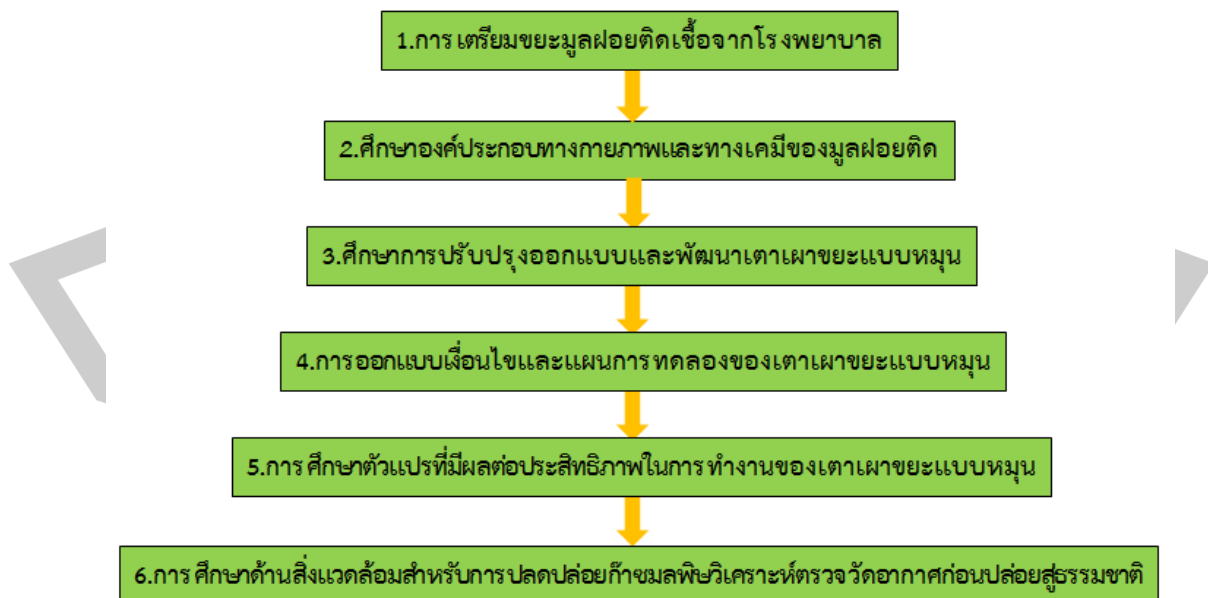 1.การเตรียมขยะมูลฝอยติดเชื้อจากโรงพยาบาล
2.ศึกษาองค์ประกอบทางกายภาพและทางเคมีของมูลฝอยติด
3.ศึกษาการปรับปรุงออกแบบและพัฒนาเตาเผาขยะแบบหมุน
4.การออกแบบเงื่อนไขและแผนการทดลองของเตาเผาขยะแบบหมุน
5.การศึกษาตัวแปรที่มีผลต่อประสิทธิภาพในการทำงานของเตาเผาขยะแบบหมุน
6.การศึกษาด้านสิ่งแวดล้อมสำหรับการปลดปล่อยก๊าซมลพิษวิเคราะห์ตรวจวัดอากาศก่อนปล่อยสู่ธรรมชาติ